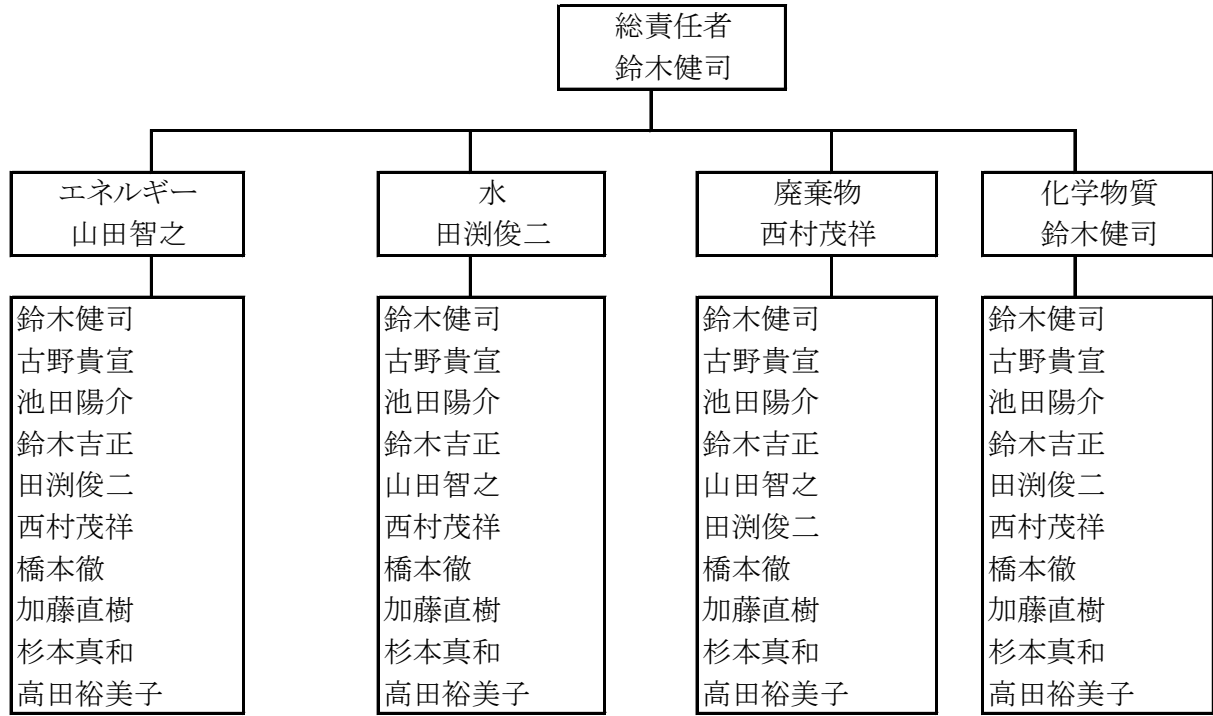 総責任者
鈴木健司
エネルギー
山田智之
水
田渕俊二
廃棄物
西村茂祥
化学物質
鈴木健司
鈴木健司
古野貴宣
池田陽介
鈴木吉正
田渕俊二
西村茂祥
橋本徹
加藤直樹
杉本真和
高田裕美子
鈴木健司
古野貴宣
池田陽介
鈴木吉正
山田智之
西村茂祥
橋本徹
加藤直樹
杉本真和
高田裕美子
鈴木健司
古野貴宣
池田陽介
鈴木吉正
山田智之
田渕俊二
橋本徹
加藤直樹
杉本真和
高田裕美子
鈴木健司
古野貴宣
池田陽介
鈴木吉正
田渕俊二
西村茂祥
橋本徹
加藤直樹
杉本真和
高田裕美子